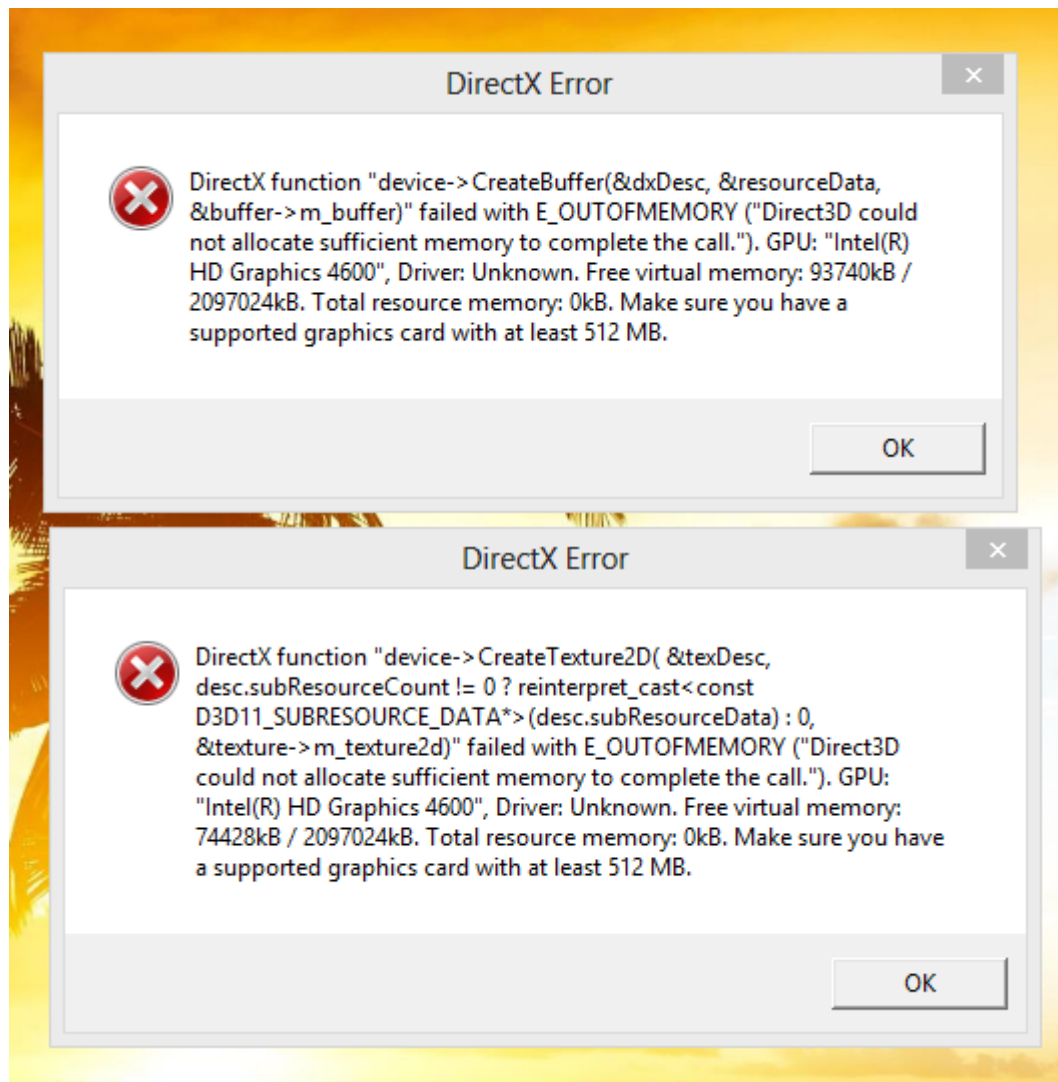 DirectX Error
DirectX function "device->CreateBuffer(&dxDesc, &resourceData,
&buffer->m_buffer)" failed with E_OUTOFMEMORY ("Direct3D could
not allocate sufficient memory to complete the call."). GPU: "Intel(R)
HD Graphics 4600", Driver: Unknown. Free virtual memory: 93740kB /
2097024kB. Total resource memory: 0kB. Make sure you have a
supported graphics card with at least 512 MB.
OK
DirectX Error
DirectX function "device->CreateTexture2D( &texDesc,
desc.subResourceCount != 0 ? reinterpret_cast<const
D3D11_SUBRESOURCE_DATA*>(desc.subResourceData) : 0,
&texture->m_texture2d)" failed with E_OUTOFMEMORY ("Direct3D
could not allocate sufficient memory to complete the call."). GPU:
"Intel(R) HD Graphics 4600", Driver: Unknown. Free virtual memory:
74428kB / 2097024kB. Total resource memory: 0kB. Make sure you have
a supported graphics card with at least 512 MB.
OK